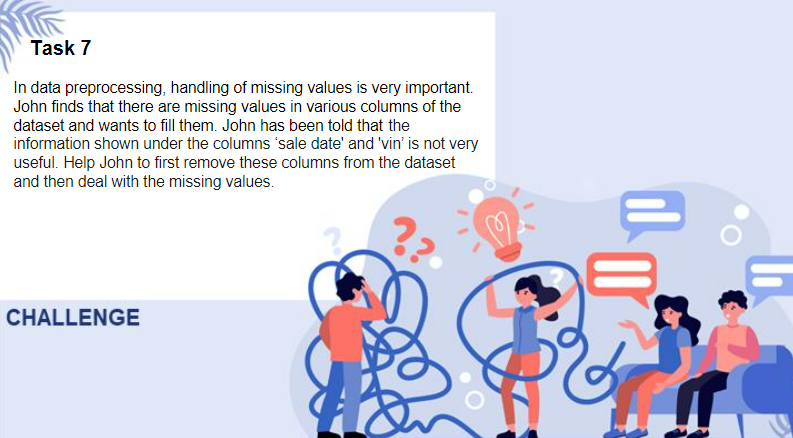 Task 7
In data preprocessing, handling of missing values is very important.
John finds that there are missing values in various columns of the
dataset and wants to fill them. John has been told that the
information shown under the columns ‘sale date' and 'vin’ is not very
useful. Help John to first remove these columns from the dataset
and then deal with the missing values.
? ? ?
?
CHALLENGE